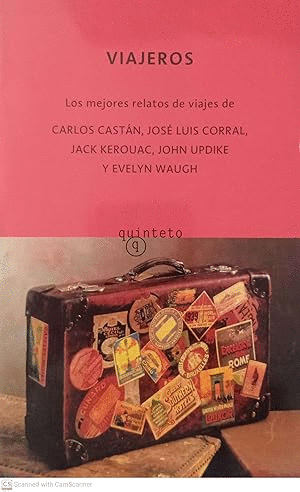 VIAJEROS
Los mejores relatos de viajes de
CARLOS CASTÁN, JOSÉ LUIS CORRAL,
JACK KEROUAC, JOHN UPDIKE
Y EVELYN WAUGH
quinteto
q
ROME
CS Scanned with CamScanner